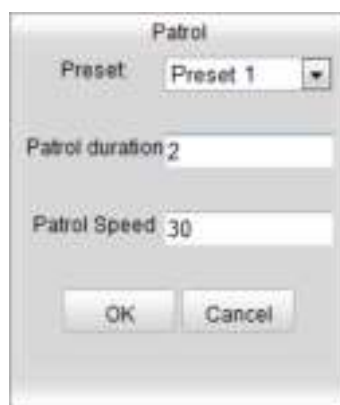 Patrol
Preset: Preset 1
Patrol duration 2
Patrol Speed 30
OK Cancel